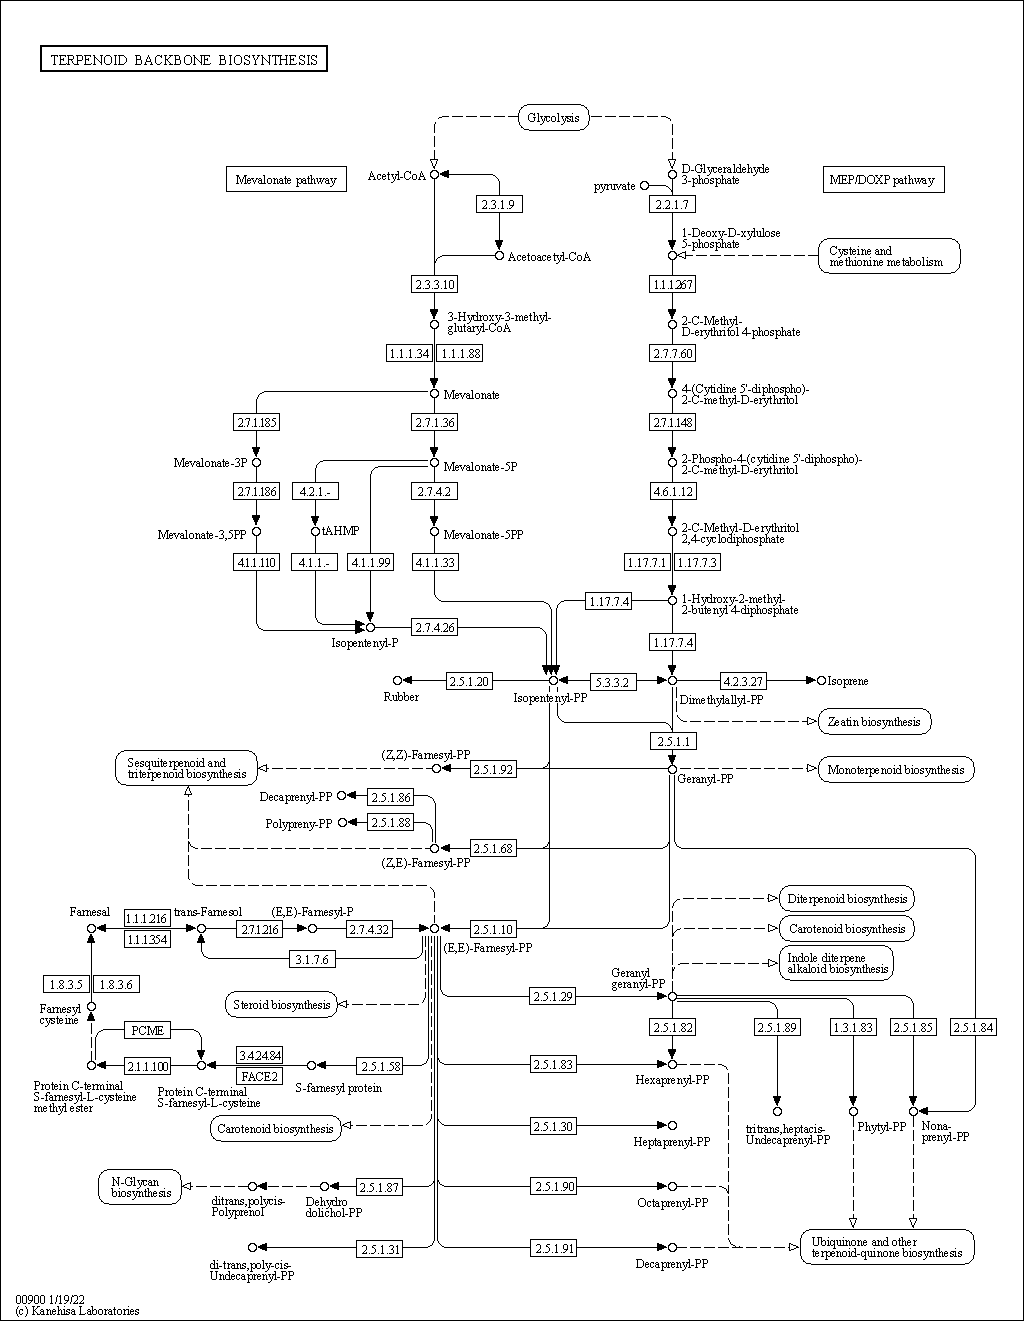 TERPENOID BACKBONE BIOSYNTHESIS
Glycolysis
Mevalonate pathway
Acetyl-CoA
pyruvate
D-Glyceraldehyde
3-phosphate
MEP/DOXP pathway
2.3.1.9
2.2.1.7
1-Deoxy-D-xylulose
5-phosphate
Acetoacetyl-CoA
Cysteine and
methionine metabolism
2.3.3.10
1.1.1.267
3-Hydroxy-3-methyl-
glutaryl-CoA
2-C-Methyl-
D-erythritol 4-phosphate
1.1.1.34
1.1.1.88
2.7.7.60
Mevalonate
4-(Cytidine 5'-diphospho)-
2-C-methyl-D-erythritol
2.7.1.185
2.7.1.36
2.7.1.148
Mevalonate-3P
Mevalonate-5P
2-Phospho-4-(cytidine 5'-diphospho)-
2-C-methyl-D-erythritol
2.7.1.186
4.2.1.-
2.7.4.2
4.6.1.12
Mevalonate-3,5PP
tAHMP
Mevalonate-5PP
2-C-Methyl-D-erythritol
2,4-cyclodiphosphate
4.1.1.110
4.1.1.-
4.1.1.99
4.1.1.33
1.17.7.1
1.17.7.3
1.17.7.4
1-Hydroxy-2-methyl-
2-butenyl 4-diphosphate
Isopentenyl-P
2.7.4.26
1.17.7.4
Rubber
2.5.1.20
Isopentenyl-PP
5.3.3.2
Dimethylallyl-PP
4.2.3.27
Isoprene
Zeatin biosynthesis
2.5.1.1
Sesquiterpenoid and
triterpenoid biosynthesis
(Z,Z)-Farnesyl-PP
2.5.1.92
Geranyl-PP
Monoterpenoid biosynthesis
Decaprenyl-PP
2.5.1.86
Polypreny-PP
2.5.1.88
(Z,E)-Farnesyl-PP
2.5.1.68
Diterpenoid biosynthesis
Farnesal
1.1.1.216
1.1.1.354
trans-Farnesol
2.7.1.216
(E,E)-Farnesyl-P
2.7.4.32
(E,E)-Farnesyl-PP
2.5.1.10
Carotenoid biosynthesis
3.1.7.6
Indole diterpene
alkaloid biosynthesis
1.8.3.5
1.8.3.6
Geranyl
geranyl-PP
2.5.1.29
Farnesyl
cysteine
Steroid biosynthesis
PCME
2.5.1.82
2.5.1.89
1.3.1.83
2.5.1.85
2.5.1.84
2.1.1.100
3.4.24.84
FACE2
2.5.1.58
2.5.1.83
Protein C-terminal
S-farnesyl-L-cysteine
methyl ester
Protein C-terminal
S-farnesyl-L-cysteine
S-farnesyl protein
Hexaprenyl-PP
Carotenoid biosynthesis
2.5.1.30
Heptaprenyl-PP
tritrans,heptacis-
Undecaprenyl-PP
Phytyl-PP
Nona-
prenyl-PP
N-Glycan
biosynthesis
ditrans,polycis-
Polyprenol
Dehydro
dolichol-PP
2.5.1.87
2.5.1.90
Octaprenyl-PP
di-trans,poly-cis-
Undecaprenyl-PP
2.5.1.31
2.5.1.91
Decaprenyl-PP
Ubiquinone and other
terpenoid-quinone biosynthesis
00900 1/19/22
(c) Kanehisa Laboratories